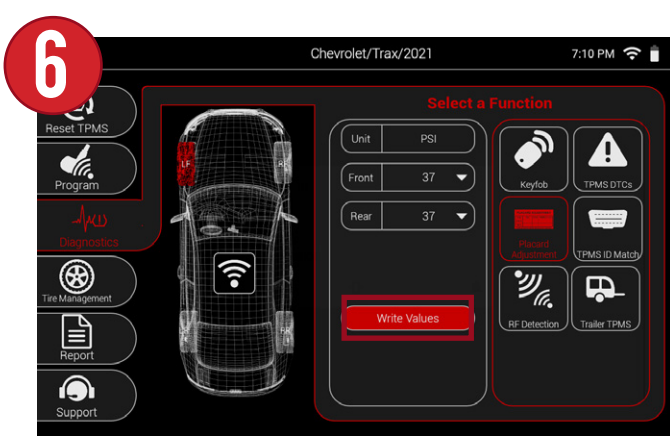 6
Chevrolet/Trax/2021
7:10 PM
Reset TPMS
Program
Diagnostics
Tire Management
Report
Support
LF
RF
RR
Select a Function
Unit PSI
Front 37
Rear 37
Write Values
Keyfob
TPMS DTCs
Placard
Adjustment
TPMS ID Match
RF Detection
Trailer TPMS